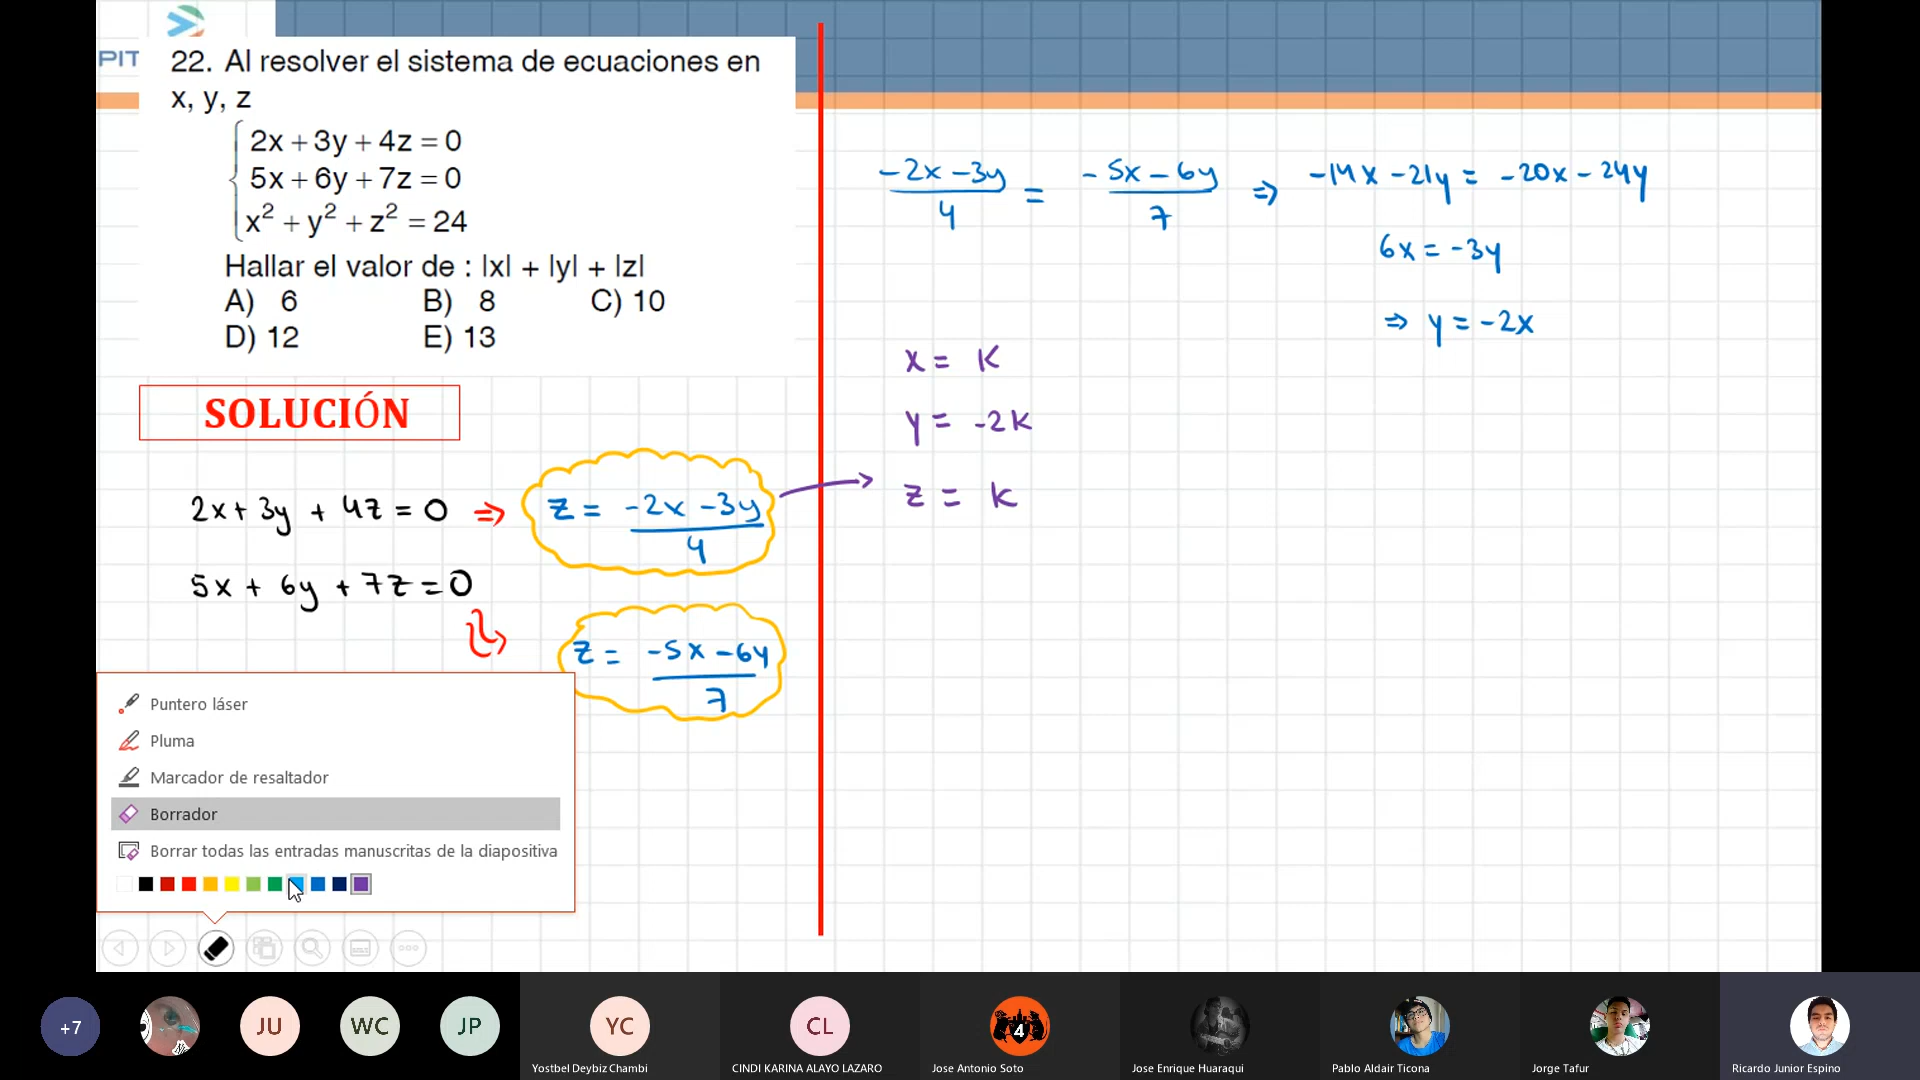 PIT
22. Al resolver el sistema de ecuaciones en
x, y, z
2x + 3y + 4z = 0
5x + 6y + 7z = 0
x² + y² + z² = 24
Hallar el valor de : |x| + |y| + |z|
A) 6 B) 8 C) 10
D) 12 E) 13
SOLUCIÓN
2x + 3y + 4z = 0 ⇒ z = (-2x - 3y)/4
5x + 6y + 7z = 0
z = (-5x - 6y)/7
(-2x - 3y)/4 = (-5x - 6y)/7 ⇒ -14x - 21y = -20x - 24y
6x = -3y
⇒ y = -2x
x = K
y = -2K
z = K
Puntero láser
Pluma
Marcador de resaltador
Borrador
Borrar todas las entradas manuscritas de la diapositiva
+7 JU WC JP YC CL 4
Yostbel Deybiz Chambi CINDI KARINA ALAYO LAZARO Jose Antonio Soto Jose Enrique Huaraqui Pablo Aldair Ticona Jorge Tafur Ricardo Junior Espino